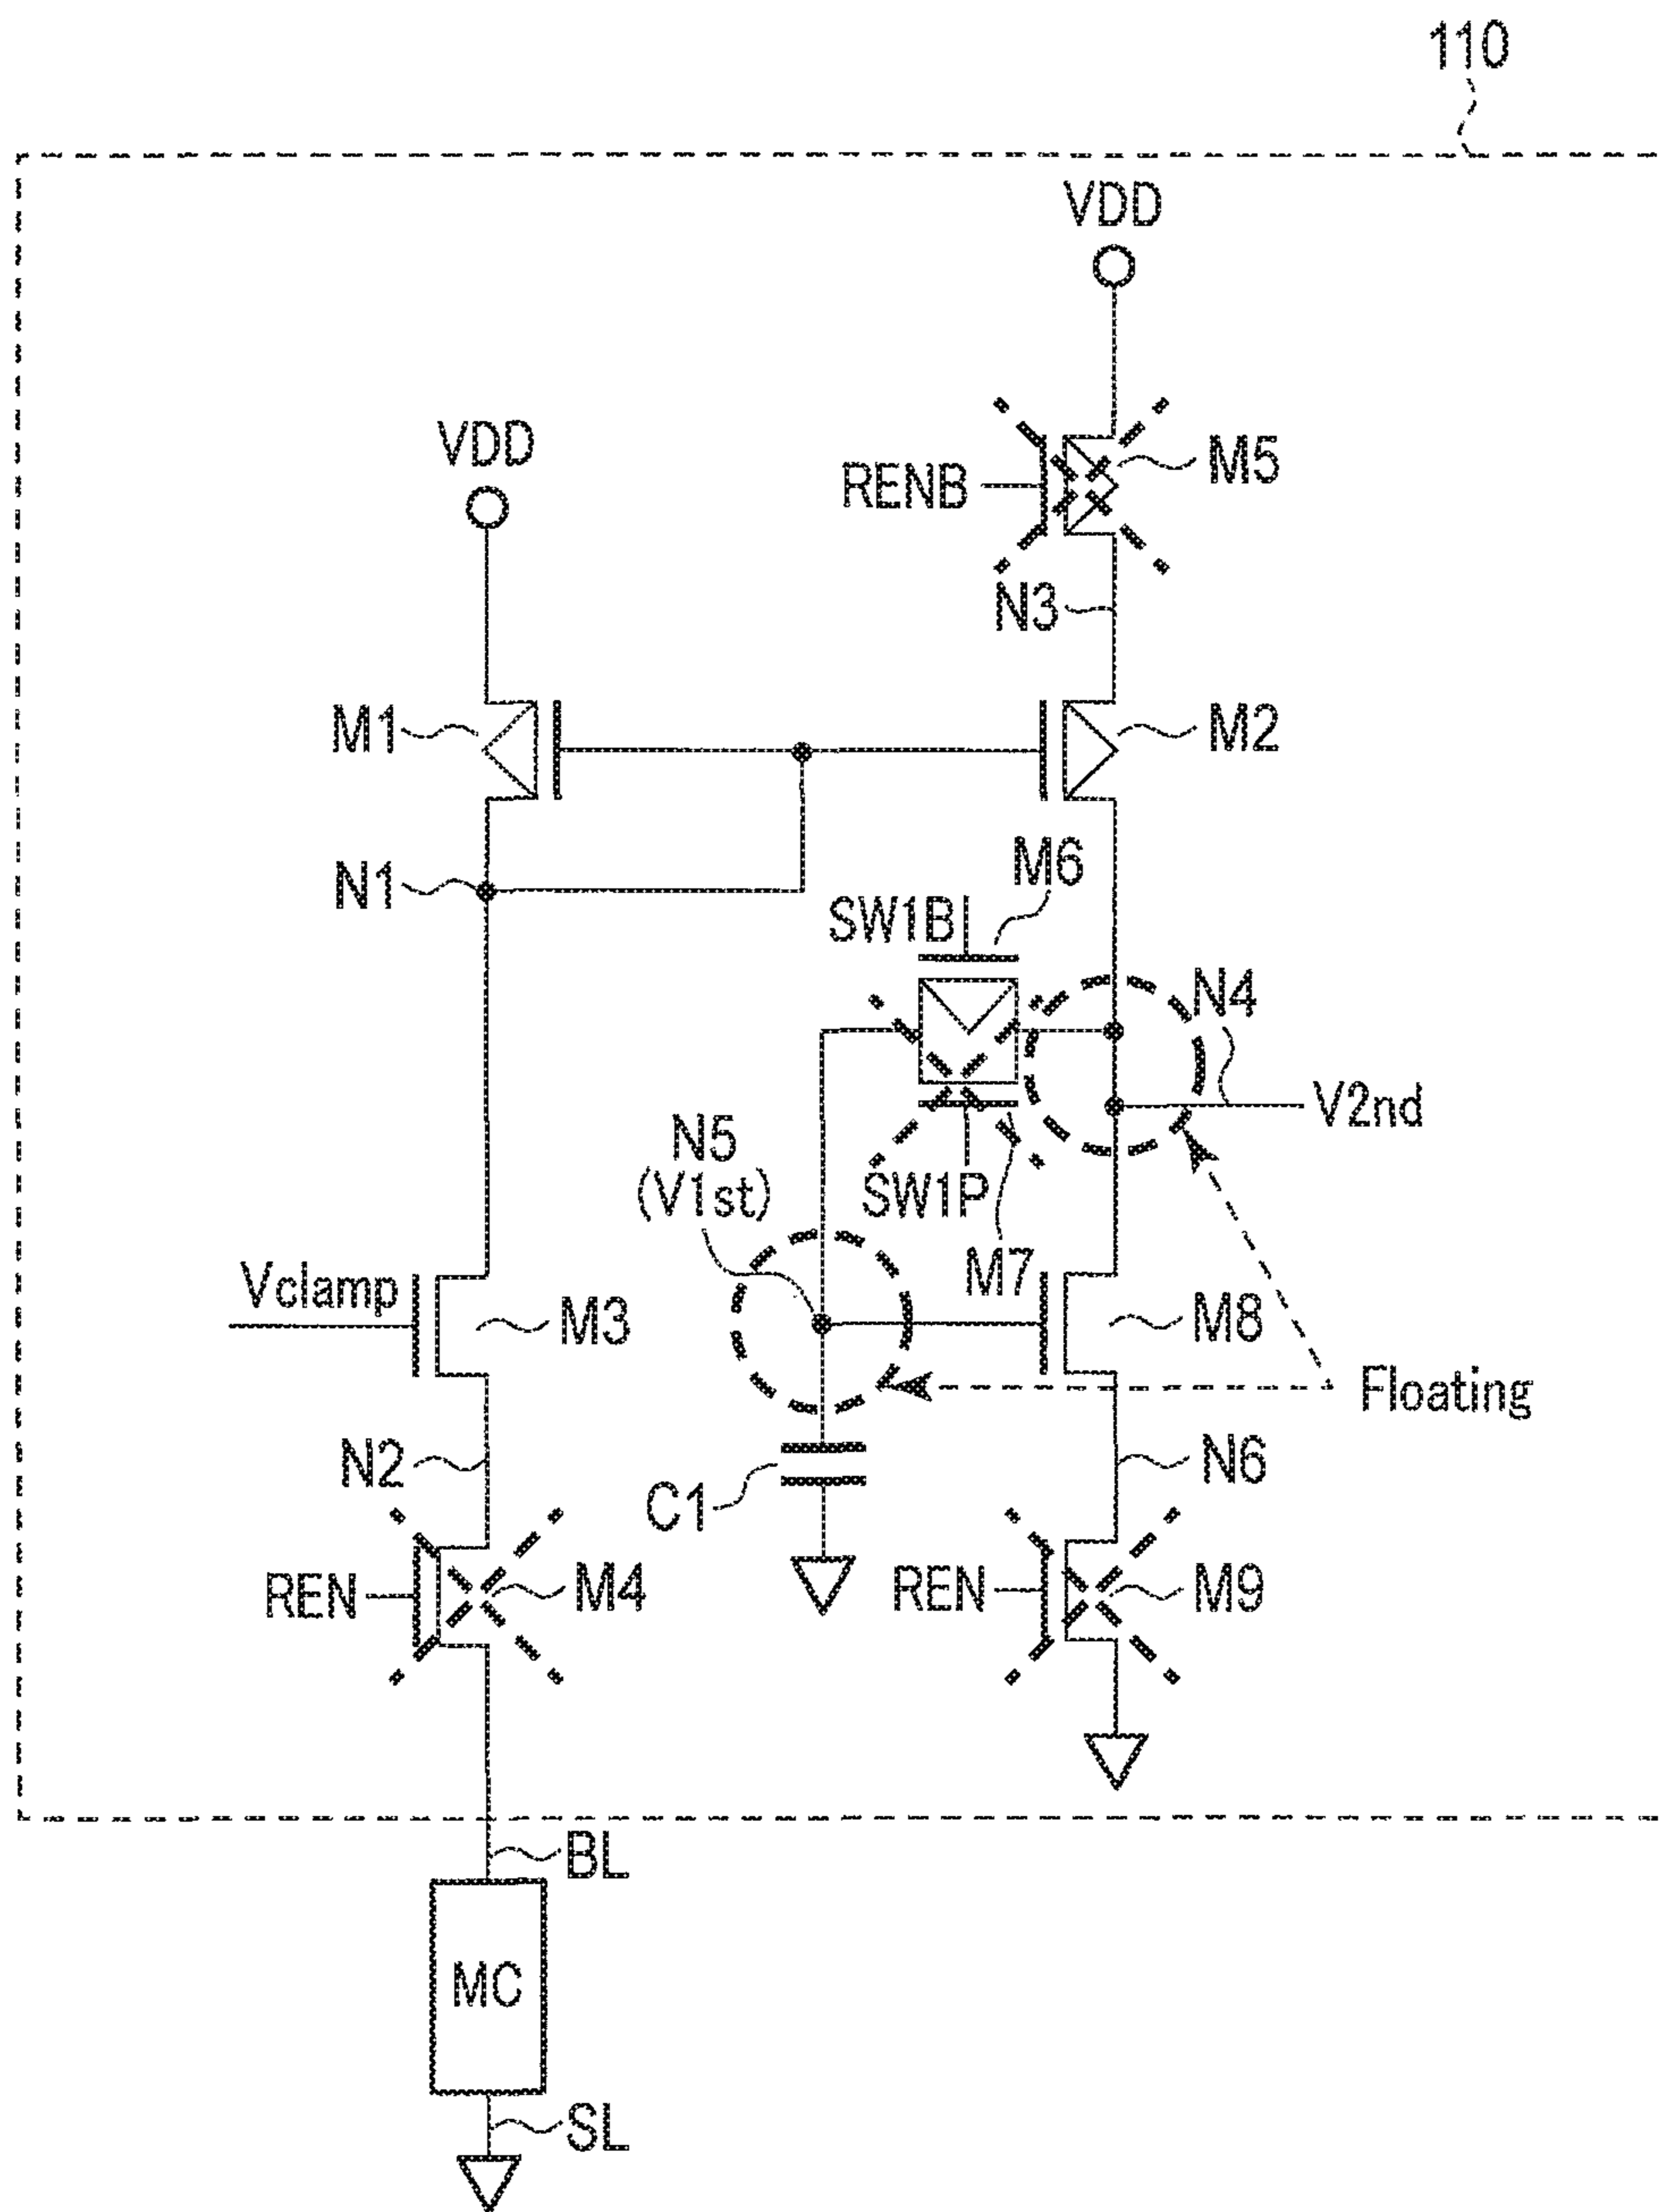 110
VDD
VDD
RENB
M5
N3
M1
M2
N1
M6
SW1B
N4
V2nd
N5
(V1st)
SW1P
M7
Vclamp
M3
M8
Floating
N2
C1
N6
REN
M4
REN
M9
BL
MC
SL